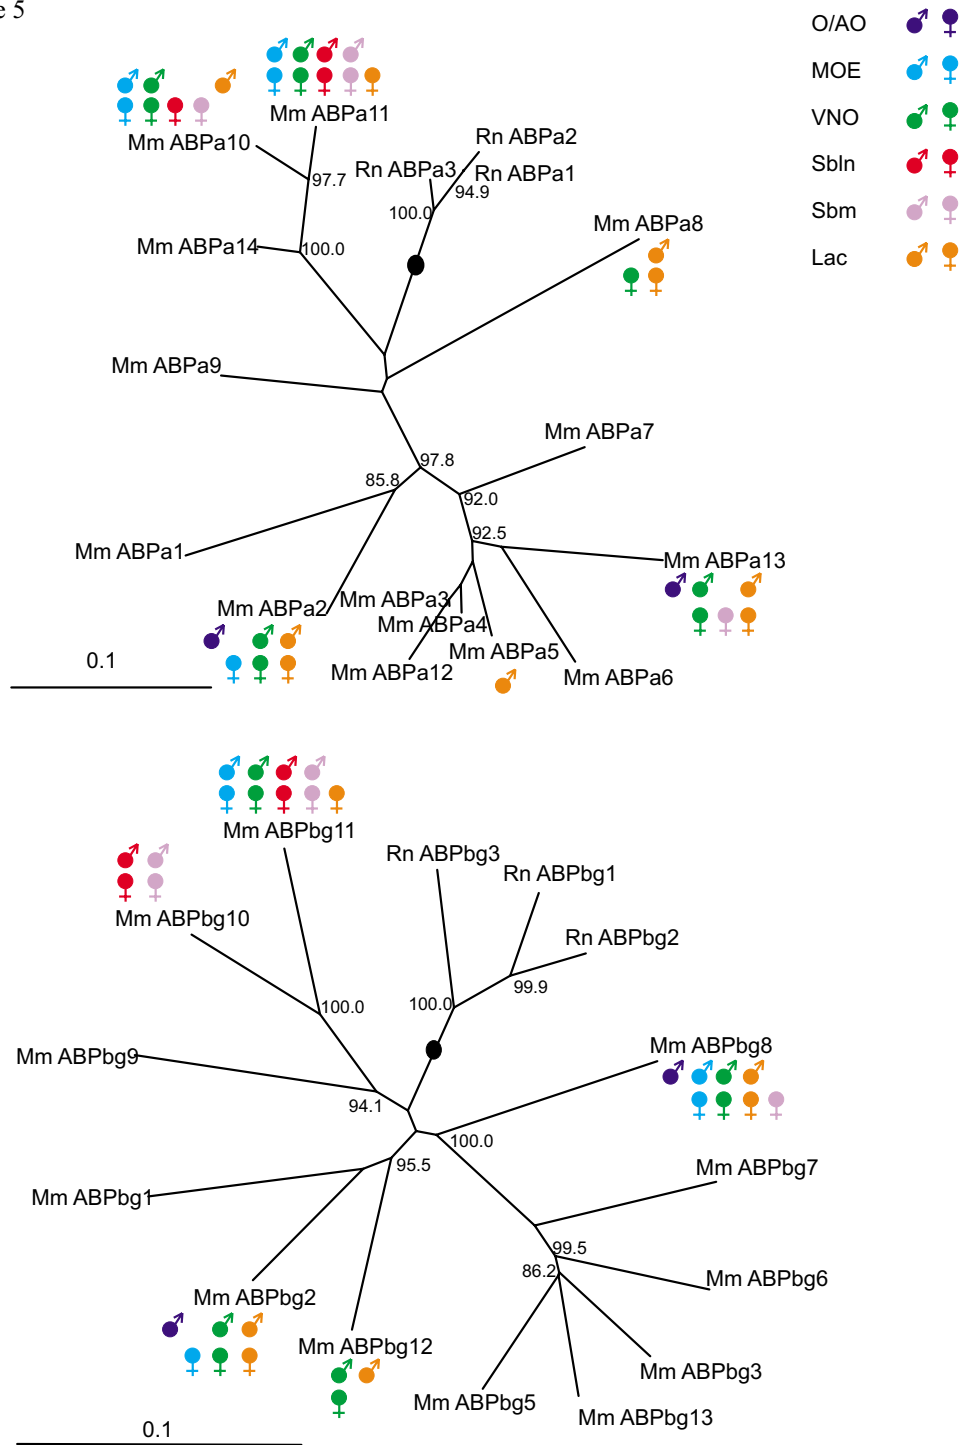 e 5
O/AO
MOE
VNO
Sbln
Sbm
Lac
Mm ABPa11
Mm ABPa10
Rn ABPa2
Rn ABPa3
Rn ABPa1
97.7
94.9
100.0
Mm ABPa8
Mm ABPa14
100.0
Mm ABPa9
Mm ABPa7
97.8
85.8
92.0
92.5
Mm ABPa1
Mm ABPa13
Mm ABPa2
Mm ABPa3
Mm ABPa4
Mm ABPa5
Mm ABPa12
Mm ABPa6
0.1
Mm ABPbg11
Rn ABPbg3
Rn ABPbg1
Mm ABPbg10
Rn ABPbg2
99.9
100.0
100.0
Mm ABPbg9
Mm ABPbg8
94.1
100.0
95.5
Mm ABPbg7
Mm ABPbg1
99.5
86.2
Mm ABPbg6
Mm ABPbg2
Mm ABPbg12
Mm ABPbg3
Mm ABPbg5
Mm ABPbg13
0.1